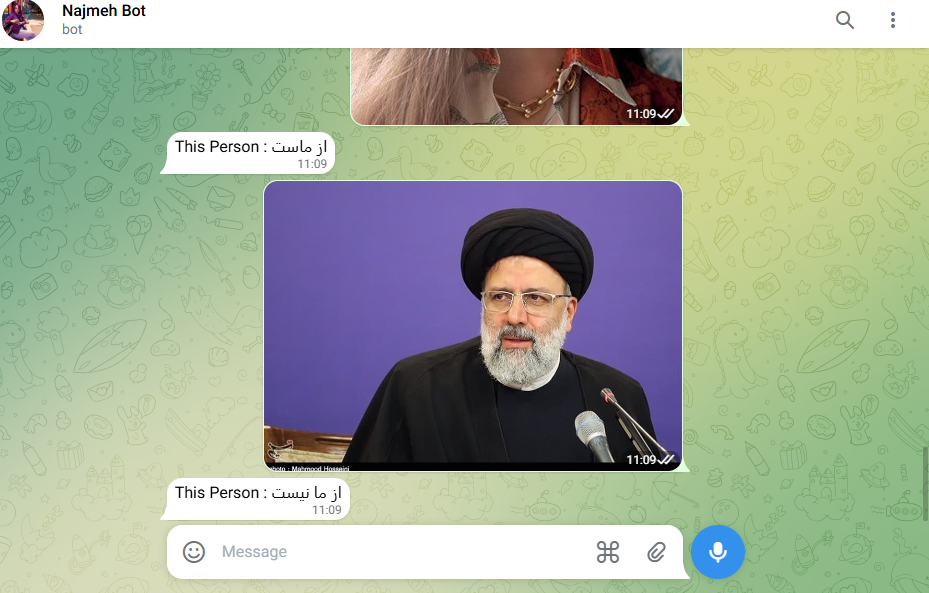 Najmeh Bot
bot
11:09
This Person : از ماست
11:09
photo : Mahmood Hosseini
11:09
This Person : از ما نیست
11:09
Message